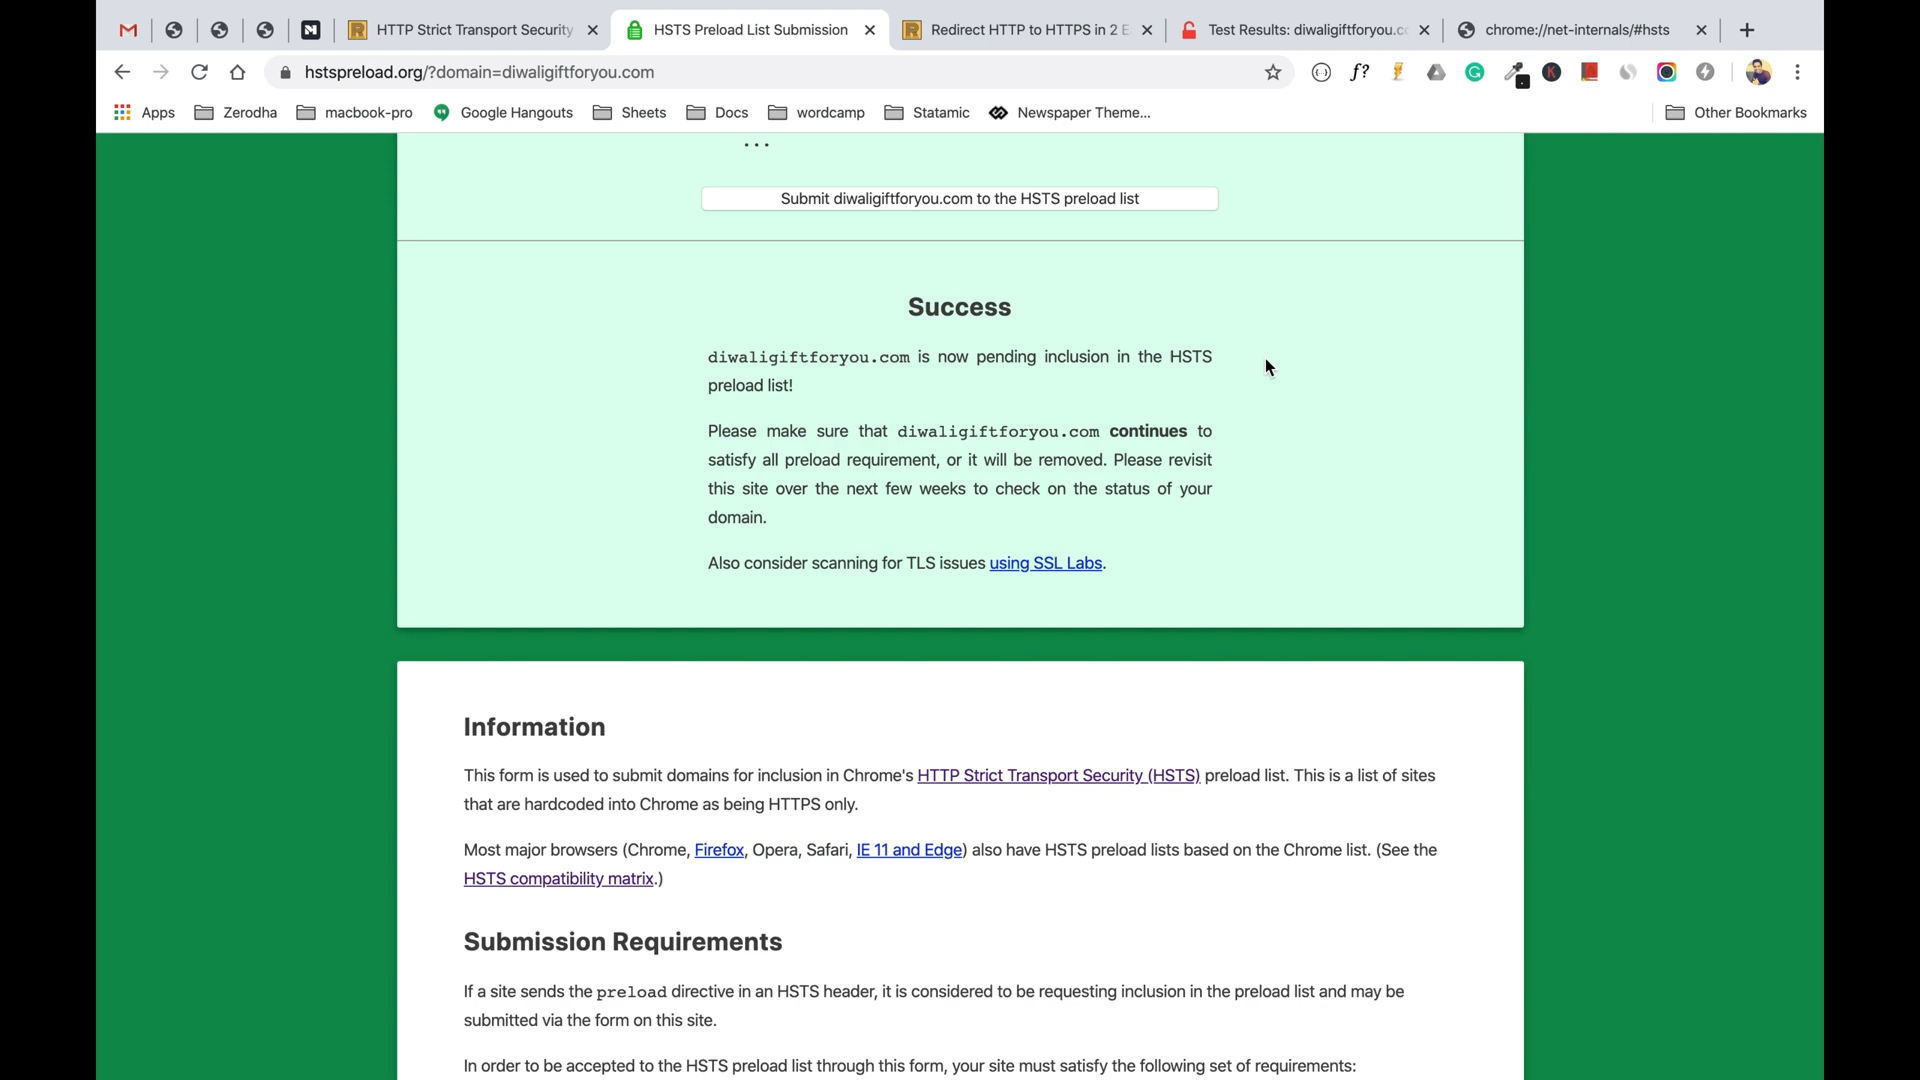 HTTP Strict Transport Security
HSTS Preload List Submission
Redirect HTTP to HTTPS in 2 E
Test Results: diwaligiftforyou.co
chrome://net-internals/#hsts
hstspreload.org/?domain=diwaligiftforyou.com
f?
Apps
Zerodha
macbook-pro
Google Hangouts
Sheets
Docs
wordcamp
Statamic
Newspaper Theme...
Other Bookmarks
...
Submit diwaligiftforyou.com to the HSTS preload list
Success
diwaligiftforyou.com is now pending inclusion in the HSTS
preload list!
Please make sure that diwaligiftforyou.com continues to
satisfy all preload requirement, or it will be removed. Please revisit
this site over the next few weeks to check on the status of your
domain.
Also consider scanning for TLS issues using SSL Labs.
Information
This form is used to submit domains for inclusion in Chrome's HTTP Strict Transport Security (HSTS) preload list. This is a list of sites
that are hardcoded into Chrome as being HTTPS only.
Most major browsers (Chrome, Firefox, Opera, Safari, IE 11 and Edge) also have HSTS preload lists based on the Chrome list. (See the
HSTS compatibility matrix.)
Submission Requirements
If a site sends the preload directive in an HSTS header, it is considered to be requesting inclusion in the preload list and may be
submitted via the form on this site.
In order to be accepted to the HSTS preload list through this form, your site must satisfy the following set of requirements: